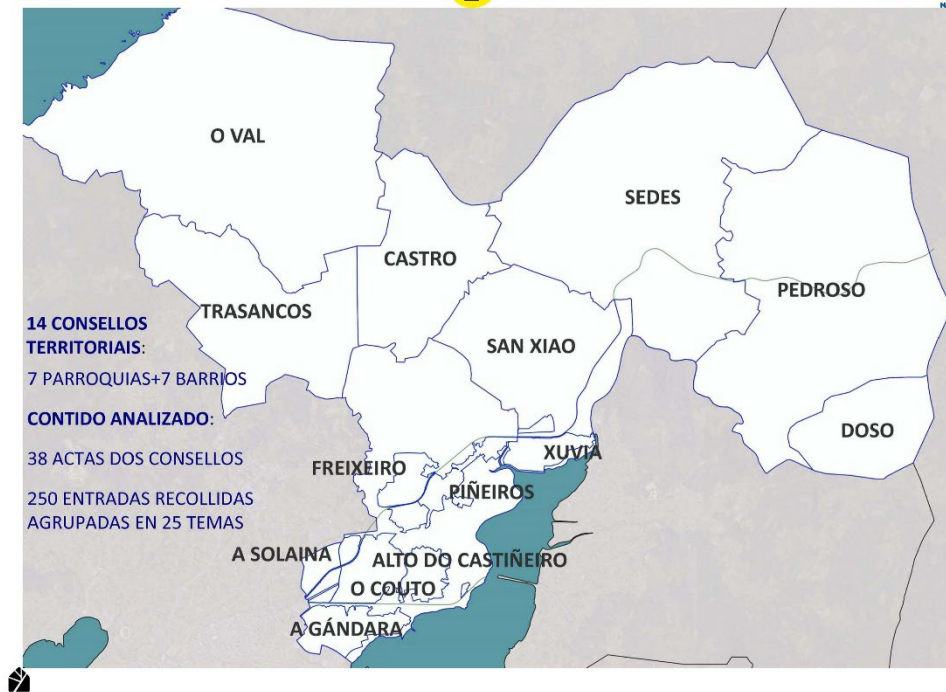 O VAL
SEDES
CASTRO
PEDROSO
TRASANCOS
14 CONSELLOS
TERRITORIAIS:
7 PARROQUIAS+7 BARRIOS
SAN XIAO
CONTIDO ANALIZADO:
DOSO
38 ACTAS DOS CONSELLOS
XUVIA
FREIXEIRO
250 ENTRADAS RECOLLIDAS
AGRUPADAS EN 25 TEMAS
PIÑEIROS
A SOLAINA
ALTO DO CASTIÑEIRO
O COUTO
A GÁNDARA